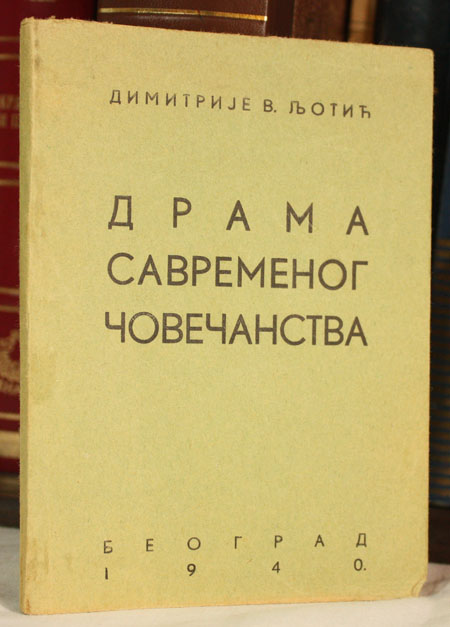 ДИМИТРИЈЕ В. ЉОТИЋ
ДРАМА
САВРЕМЕНОГ
ЧОВЕЧАНСТВА
БЕОГРАД
1940.